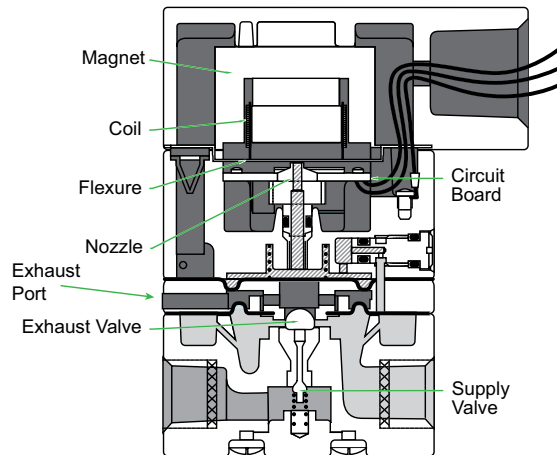 Magnet
Coil
Flexure
Nozzle
Circuit
Board
Exhaust
Port
Exhaust Valve
Supply
Valve